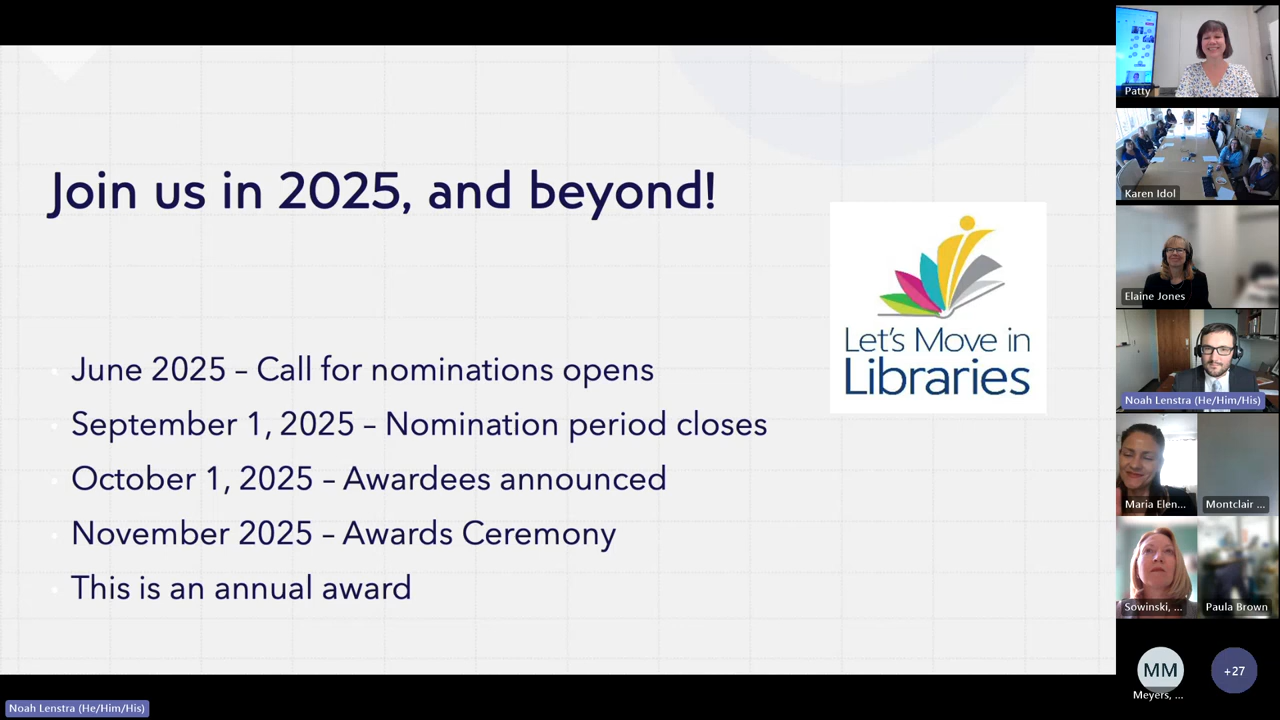 Join us in 2025, and beyond!
June 2025 – Call for nominations opens
September 1, 2025 – Nomination period closes
October 1, 2025 – Awardees announced
November 2025 – Awards Ceremony
This is an annual award
Let's Move in
Libraries
Patty
Karen Idol
Elaine Jones
Noah Lenstra (He/Him/His)
Maria Elen...
Montclair ...
Sowinski, ...
Paula Brown
MM
Meyers, ...
+27
Noah Lenstra (He/Him/His)